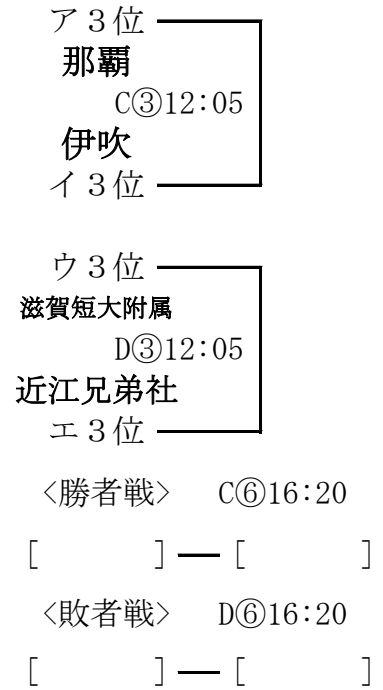 ア３位
那覇
C③12:05
伊吹
イ３位
ウ３位
滋賀短大附属
D③12:05
近江兄弟社
エ３位
<勝者戦> C⑥16:20
[ ] ― [ ]
<敗者戦> D⑥16:20
[ ] ― [ ]